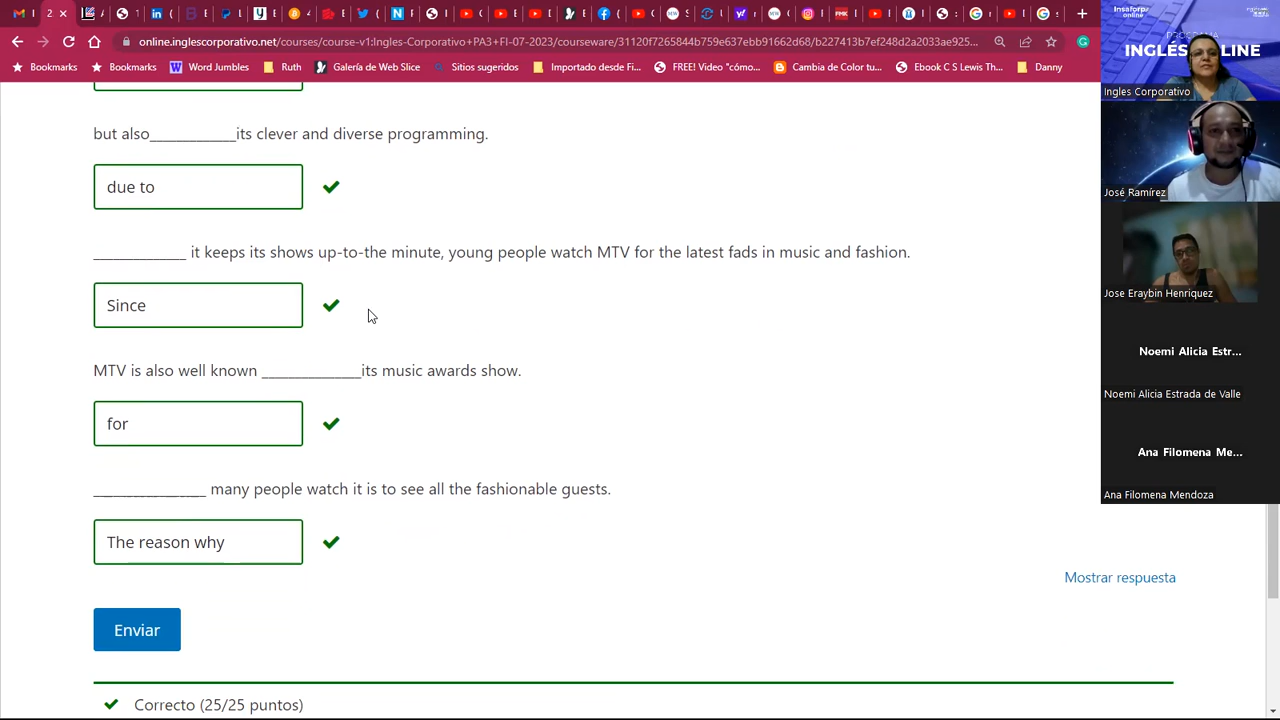 online.inglescorporativo.net/courses/course-v1:Ingles-Corporativo+PA3+FI-07-2023/courseware/31120f7265844b759e637ebb91662d68/b227413b7ef248d2a2033ae925...
Bookmarks Bookmarks Word Jumbles Ruth Galería de Web Slice Sitios sugeridos Importado desde Fi... FREE! Video "cómo... Cambia de Color tu... Ebook C S Lewis Th... Danny
INGLÉS ONLINE
Ingles Corporativo
José Ramírez
Jose Eraybin Henriquez
Noemi Alicia Estr...
Noemi Alicia Estrada de Valle
Ana Filomena Me...
Ana Filomena Mendoza
but also_____________its clever and diverse programming.
due to
______________ it keeps its shows up-to-the minute, young people watch MTV for the latest fads in music and fashion.
Since
MTV is also well known _______________its music awards show.
for
_________________ many people watch it is to see all the fashionable guests.
The reason why
Mostrar respuesta
Enviar
Correcto (25/25 puntos)